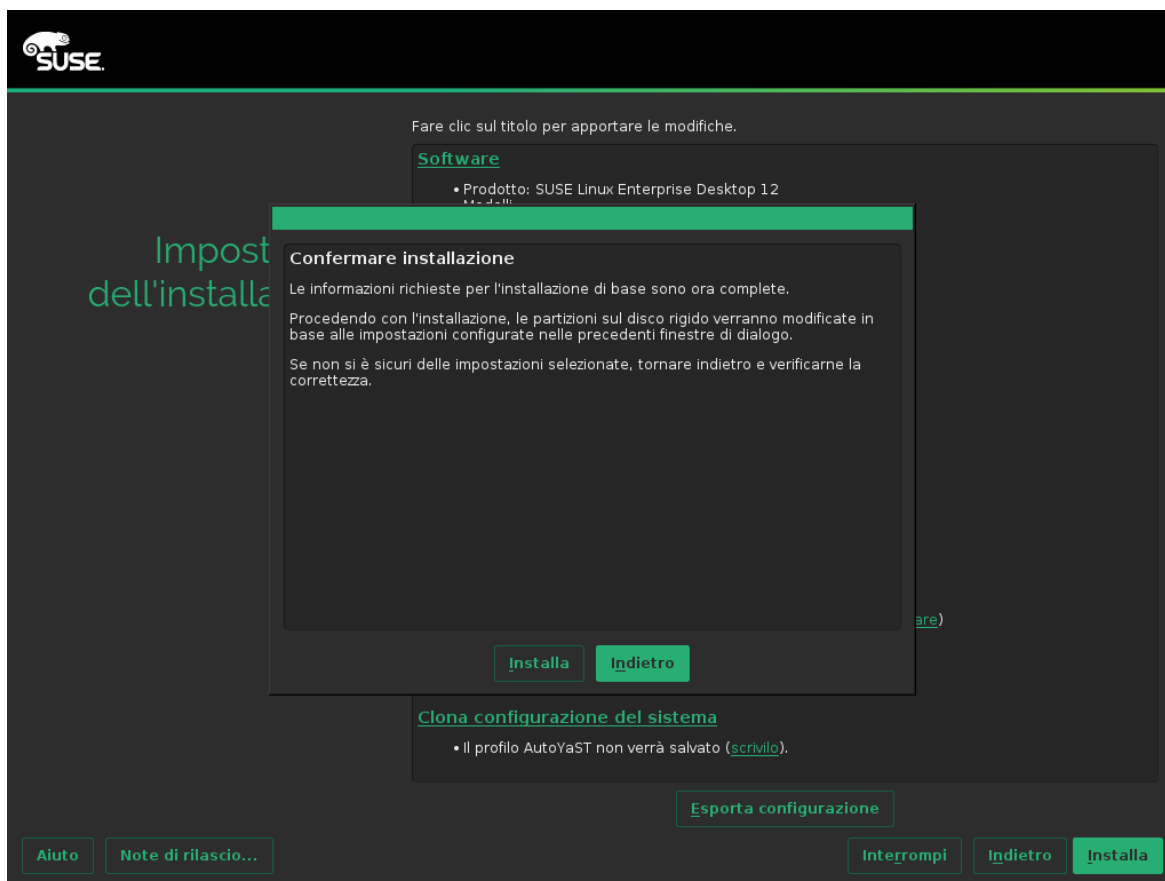 SUSE.
Fare clic sul titolo per apportare le modifiche.
Software
• Prodotto: SUSE Linux Enterprise Desktop 12
Impost
dell'installa
Confermare installazione
Le informazioni richieste per l'installazione di base sono ora complete.
Procedendo con l'installazione, le partizioni sul disco rigido verranno modificate in
base alle impostazioni configurate nelle precedenti finestre di dialogo.
Se non si è sicuri delle impostazioni selezionate, tornare indietro e verificarne la
correttezza.
are)
Installa
Indietro
Clona configurazione del sistema
• Il profilo AutoYaST non verrà salvato (scrivilo).
Esporta configurazione
Aiuto
Note di rilascio...
Interrompi
Indietro
Installa